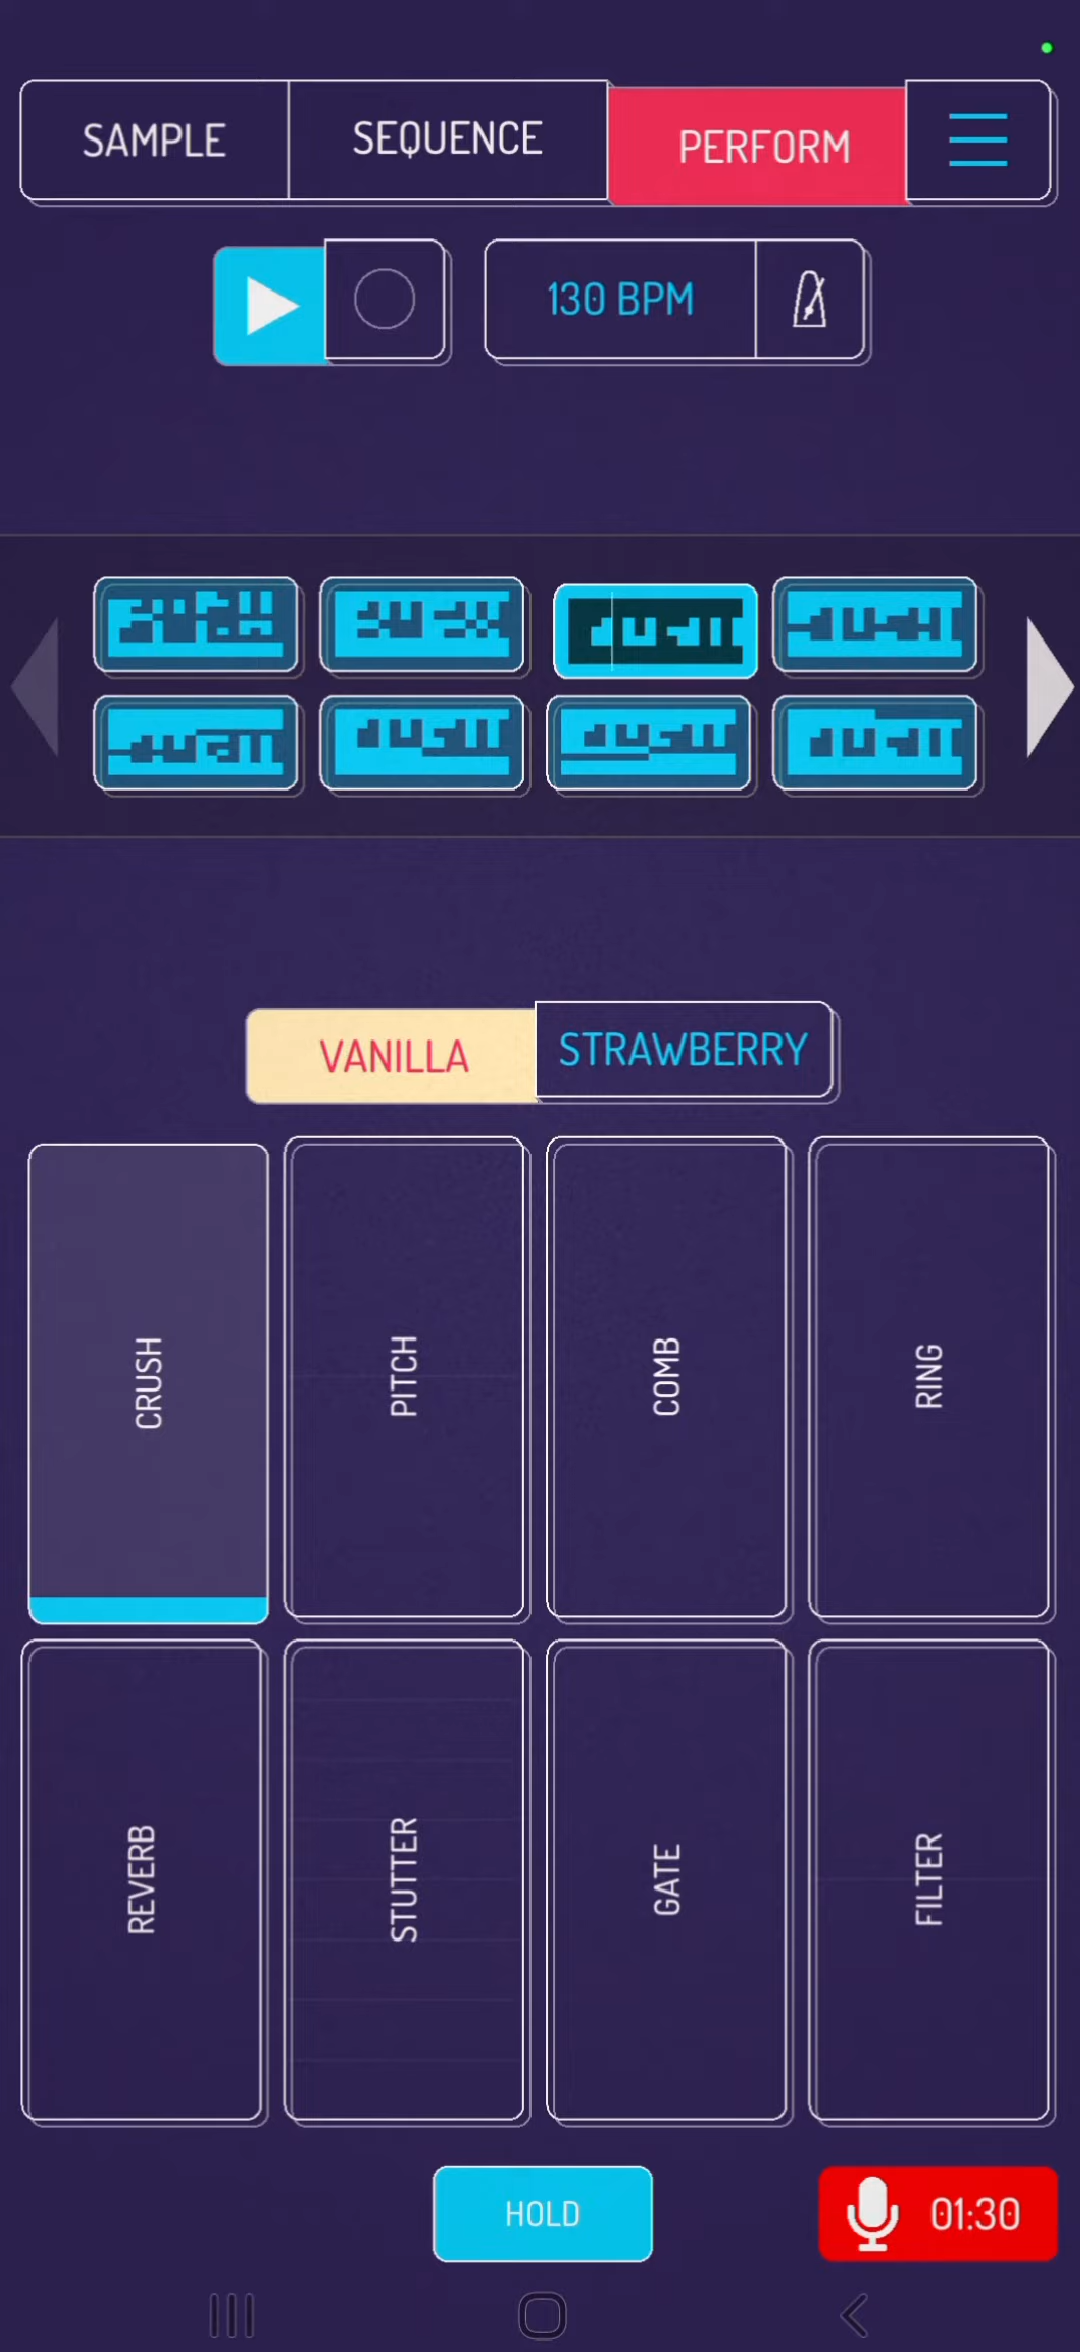 SAMPLE SEQUENCE PERFORM
130 BPM
VANILLA STRAWBERRY
CRUSH PITCH COMB RING
REVERB STUTTER GATE FILTER
HOLD 01:30